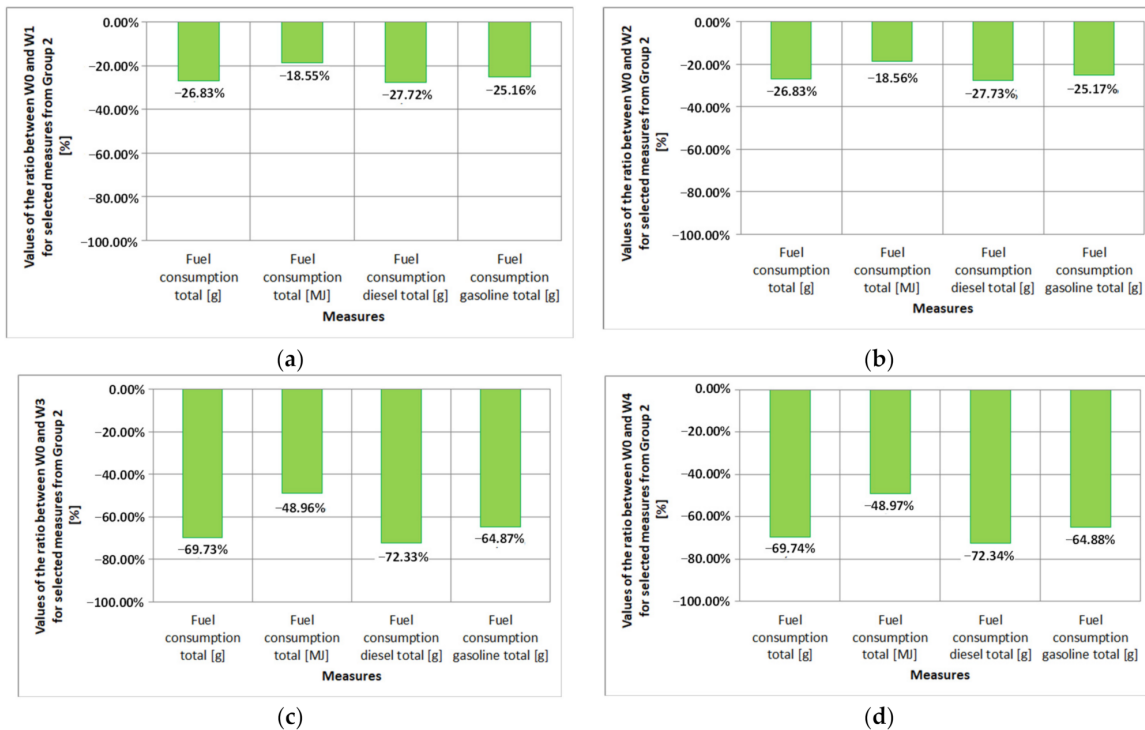 Values of the ratio between W0 and W1
for selected measures from Group 2
[%]
0.00%
−20.00%
−40.00%
−60.00%
−80.00%
−100.00%
−26.83%
−18.55%
−27.72%
−25.16%
Fuel consumption total [g]
Fuel consumption total [MJ]
Fuel consumption diesel total [g]
Fuel consumption gasoline total [g]
Measures
(a)
Values of the ratio between W0 and W2
for selected measures from Group 2
[%]
0.00%
−20.00%
−40.00%
−60.00%
−80.00%
−100.00%
−26.83%
−18.56%
−27.73%
−25.17%
Fuel consumption total [g]
Fuel consumption total [MJ]
Fuel consumption diesel total [g]
Fuel consumption gasoline total [g]
Measures
(b)
Values of the ratio between W0 and W3
for selected measures from Group 2
[%]
0.00%
−20.00%
−40.00%
−60.00%
−80.00%
−100.00%
−69.73%
−48.96%
−72.33%
−64.87%
Fuel consumption total [g]
Fuel consumption total [MJ]
Fuel consumption diesel total [g]
Fuel consumption gasoline total [g]
Measures
(c)
Values of the ratio between W0 and W4
for selected measures from Group 2
[%]
0.00%
−20.00%
−40.00%
−60.00%
−80.00%
−100.00%
−69.74%
−48.97%
−72.34%
−64.88%
Fuel consumption total [g]
Fuel consumption total [MJ]
Fuel consumption diesel total [g]
Fuel consumption gasoline total [g]
Measures
(d)